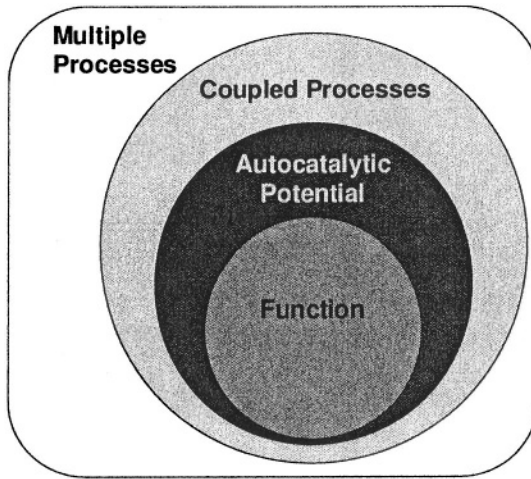 Multiple
Processes
Coupled Processes
Autocatalytic
Potential
Function